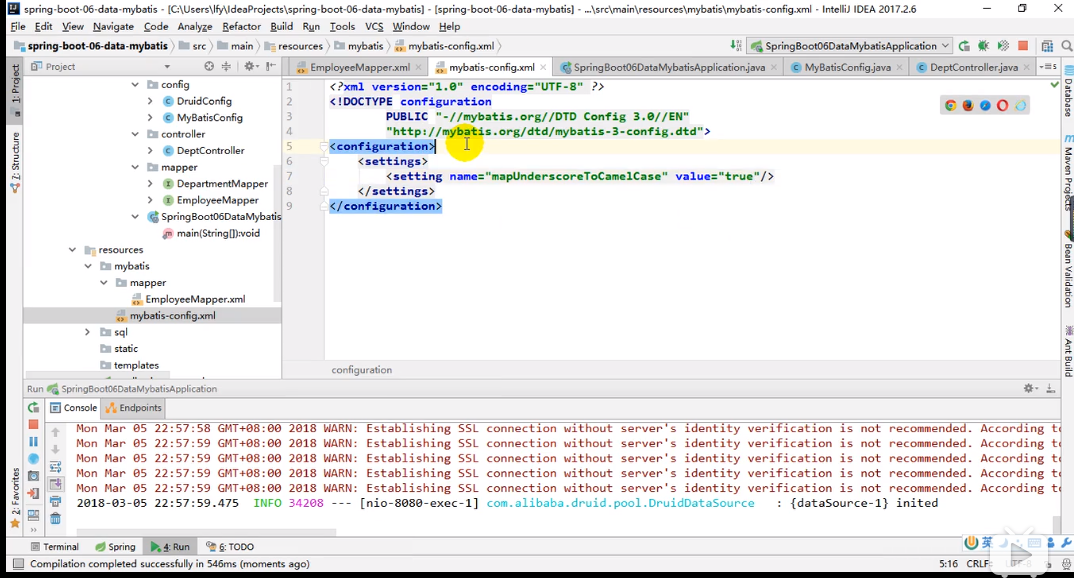 spring-boot-06-data-mybatis - [C:\Users\lfy\IdeaProjects\spring-boot-06-data-mybatis] - [spring-boot-06-data-mybatis] - ...\src\main\resources\mybatis\mybatis-config.xml - IntelliJ IDEA 2017.2.6
File Edit View Navigate Code Analyze Refactor Build Run Tools VCS Window Help
spring-boot-06-data-mybatis src main resources mybatis mybatis-config.xml SpringBoot06DataMybatisApplication
Project EmployeeMapper.xml mybatis-config.xml SpringBoot06DataMybatisApplication.java MyBatisConfig.java DeptController.java
1: Project
7: Structure
2: Favorites
config
DruidConfig
MyBatisConfig
controller
DeptController
mapper
DepartmentMapper
EmployeeMapper
SpringBoot06DataMybatis
main(String[]):void
resources
mybatis
mapper
EmployeeMapper.xml
mybatis-config.xml
sql
static
templates
1 <?xml version="1.0" encoding="UTF-8" ?>
2 <!DOCTYPE configuration
3 PUBLIC "-//mybatis.org//DTD Config 3.0//EN"
4 "http://mybatis.org/dtd/mybatis-3-config.dtd">
5 <configuration>
6 <settings>
7 <setting name="mapUnderscoreToCamelCase" value="true"/>
8 </settings>
9 </configuration>
configuration
Database
Maven Projects
Bean Validation
Ant Build
Run SpringBoot06DataMybatisApplication
Console Endpoints
Mon Mar 05 22:57:58 GMT+08:00 2018 WARN: Establishing SSL connection without server's identity verification is not recommended. According to
Mon Mar 05 22:57:59 GMT+08:00 2018 WARN: Establishing SSL connection without server's identity verification is not recommended. According to
Mon Mar 05 22:57:59 GMT+08:00 2018 WARN: Establishing SSL connection without server's identity verification is not recommended. According to
Mon Mar 05 22:57:59 GMT+08:00 2018 WARN: Establishing SSL connection without server's identity verification is not recommended. According to
Mon Mar 05 22:57:59 GMT+08:00 2018 WARN: Establishing SSL connection without server's identity verification is not recommended. According to
2018-03-05 22:57:59.475 INFO 34208 --- [nio-8080-exec-1] com.alibaba.druid.pool.DruidDataSource : {dataSource-1} inited
Terminal Spring 4: Run 6: TODO 英
Compilation completed successfully in 546ms (moments ago) 5:16 CRLF UTF-8